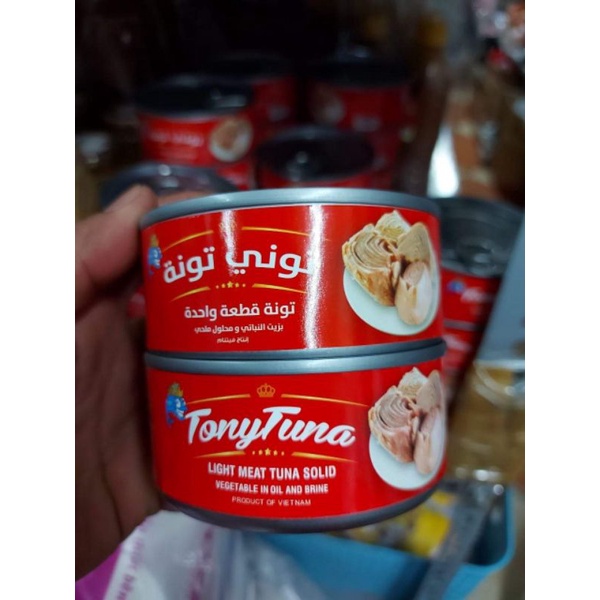 توني تونة
تونة قطعة واحدة
بزيت النباتي و محلول ملحي
إنتاج فيتنام
TonyTuna
LIGHT MEAT TUNA SOLID
VEGETABLE IN OIL AND BRINE
PRODUCT OF VIETNAM